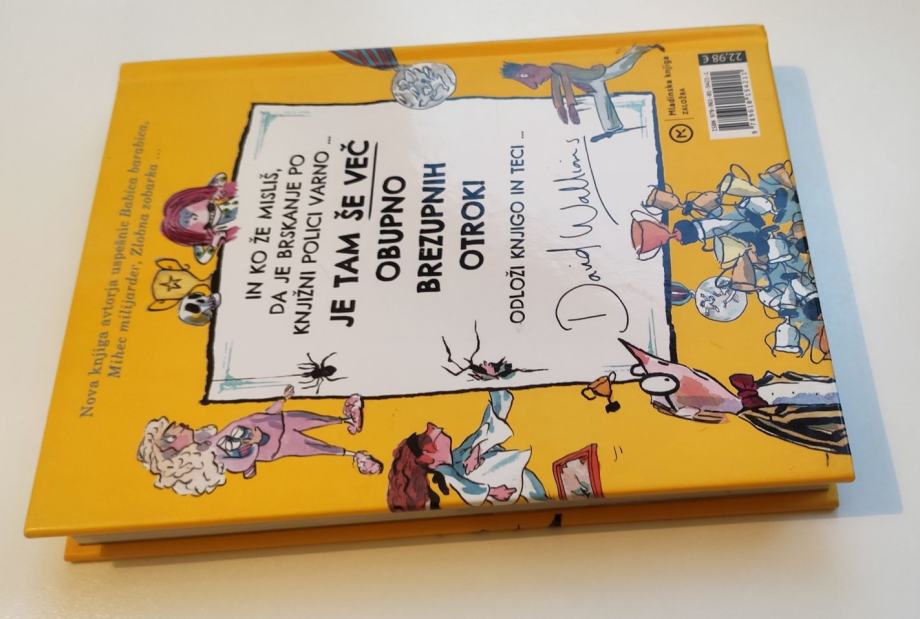 Nova knjiga avtorja uspešnic Babica barabica,
Mihec milijarder, Zlobna zobarka ...
IN KO ŽE MISLIŠ,
DA JE BRSKANJE PO
KNJIŽNI POLICI VARNO ...
JE TAM ŠE VEČ
OBUPNO
BREZUPNIH
OTROK!
ODLOŽI KNJIGO IN TECI ...
David Walliams
Mladinska knjiga
ZALOŽBA
22,98 €